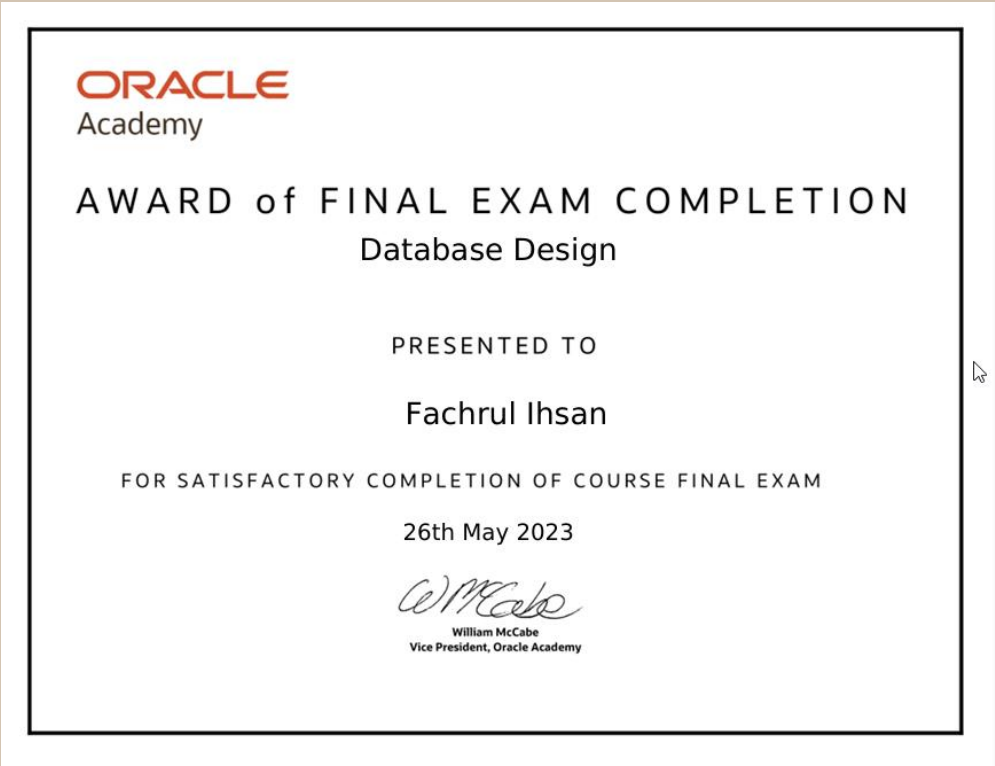 ORACLE
Academy
AWARD of FINAL EXAM COMPLETION
Database Design
PRESENTED TO
Fachrul Ihsan
FOR SATISFACTORY COMPLETION OF COURSE FINAL EXAM
26th May 2023
W McCabe
William McCabe
Vice President, Oracle Academy